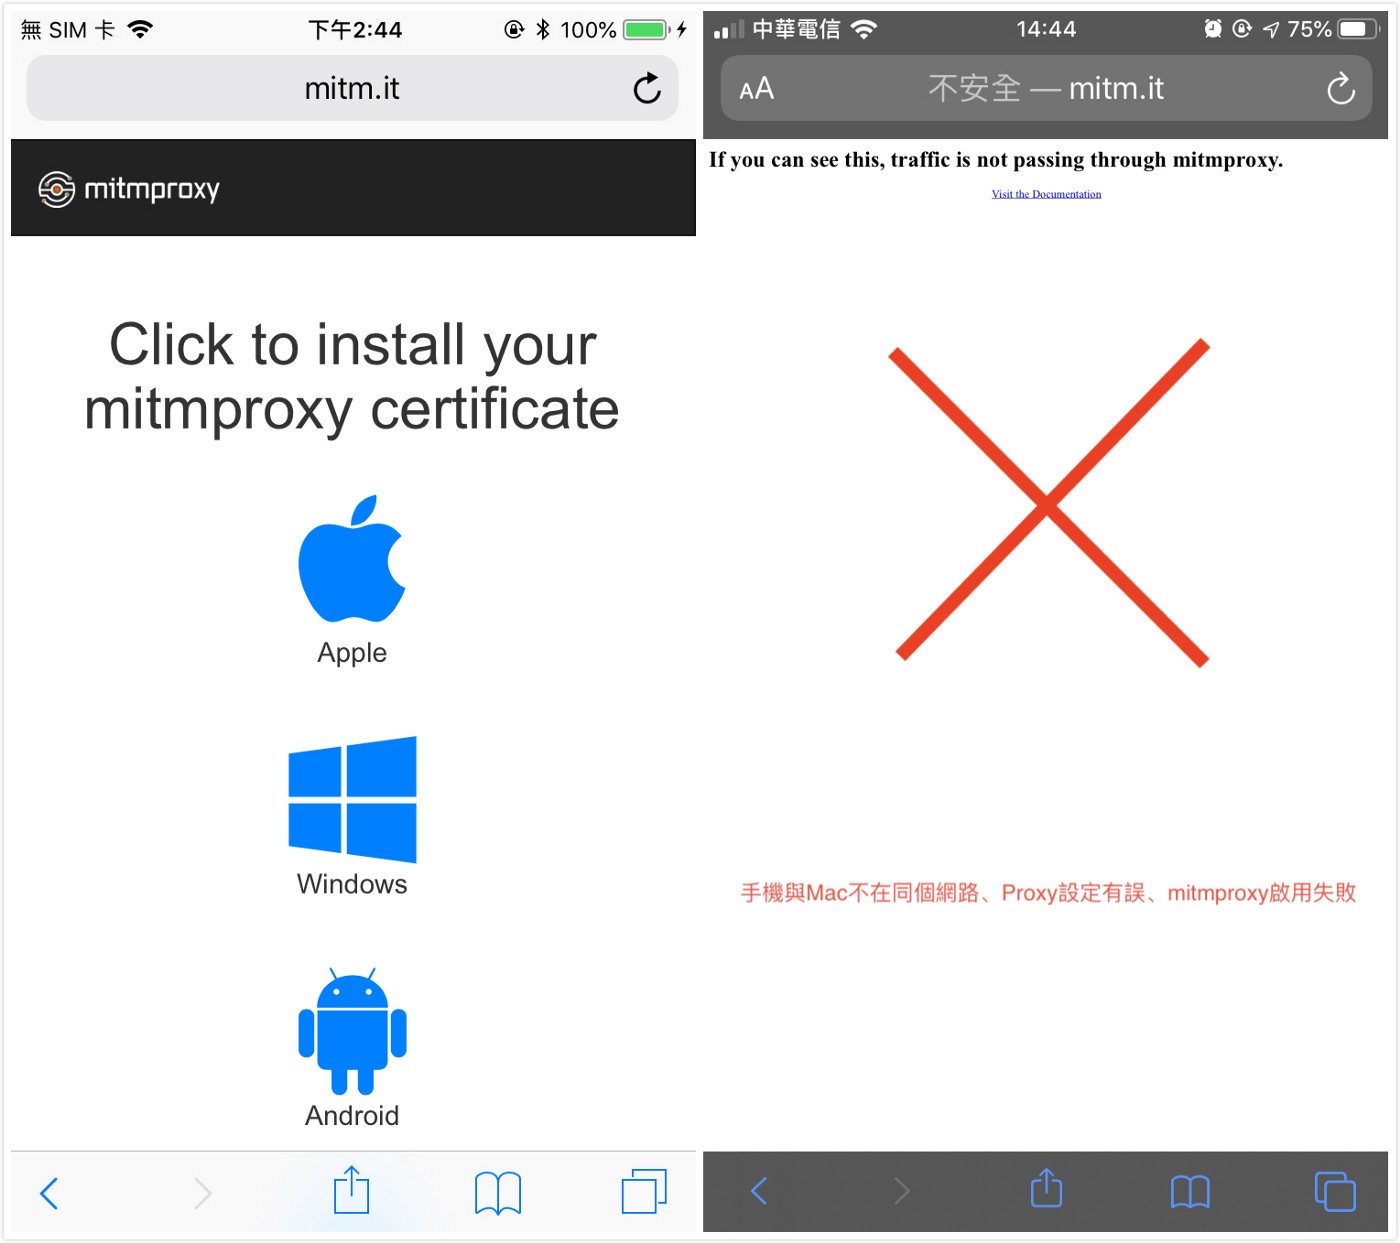 無 SIM 卡 下午2:44 100%
mitm.it
mitmproxy
Click to install your
mitmproxy certificate
Apple
Windows
Android
中華電信 14:44 75%
AA 不安全 — mitm.it
If you can see this, traffic is not passing through mitmproxy.
Visit the Documentation
手機與Mac不在同個網路、Proxy設定有誤、mitmproxy啟用失敗